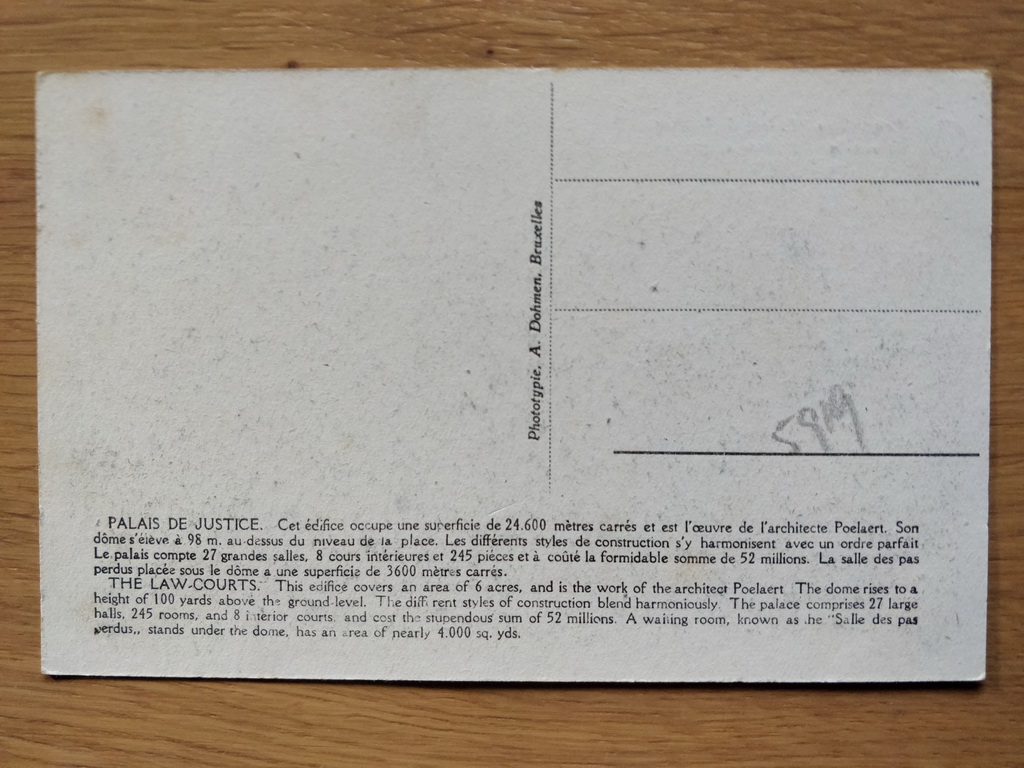 Phototypie. A. Dohmen. Bruxelles
PALAIS DE JUSTICE. Cet édifice occupe une superficie de 24.600 mètres carrés et est l'œuvre de l'architecte Poelaert. Son
dôme s'élève à 98 m. au-dessus du niveau de la place. Les différents styles de construction s'y harmonisent avec un ordre parfait
Le palais compte 27 grandes salles, 8 cours intérieures et 245 pièces et à coûté la formidable somme de 52 millions. La salle des pas
perdus placée sous le dôme a une superficie de 3600 mètres carrés.
THE LAW-COURTS. This edifice covers an area of 6 acres, and is the work of the architect Poelaert The dome rises to a
height of 100 yards above the ground-level. The different styles of construction blend harmoniously. The palace comprises 27 large
halls, 245 rooms, and 8 interior courts. and cost the stupendous sum of 52 millions. A waiting room, known as the "Salle des pas
perdus,, stands under the dome, has an area of nearly 4.000 sq. yds.